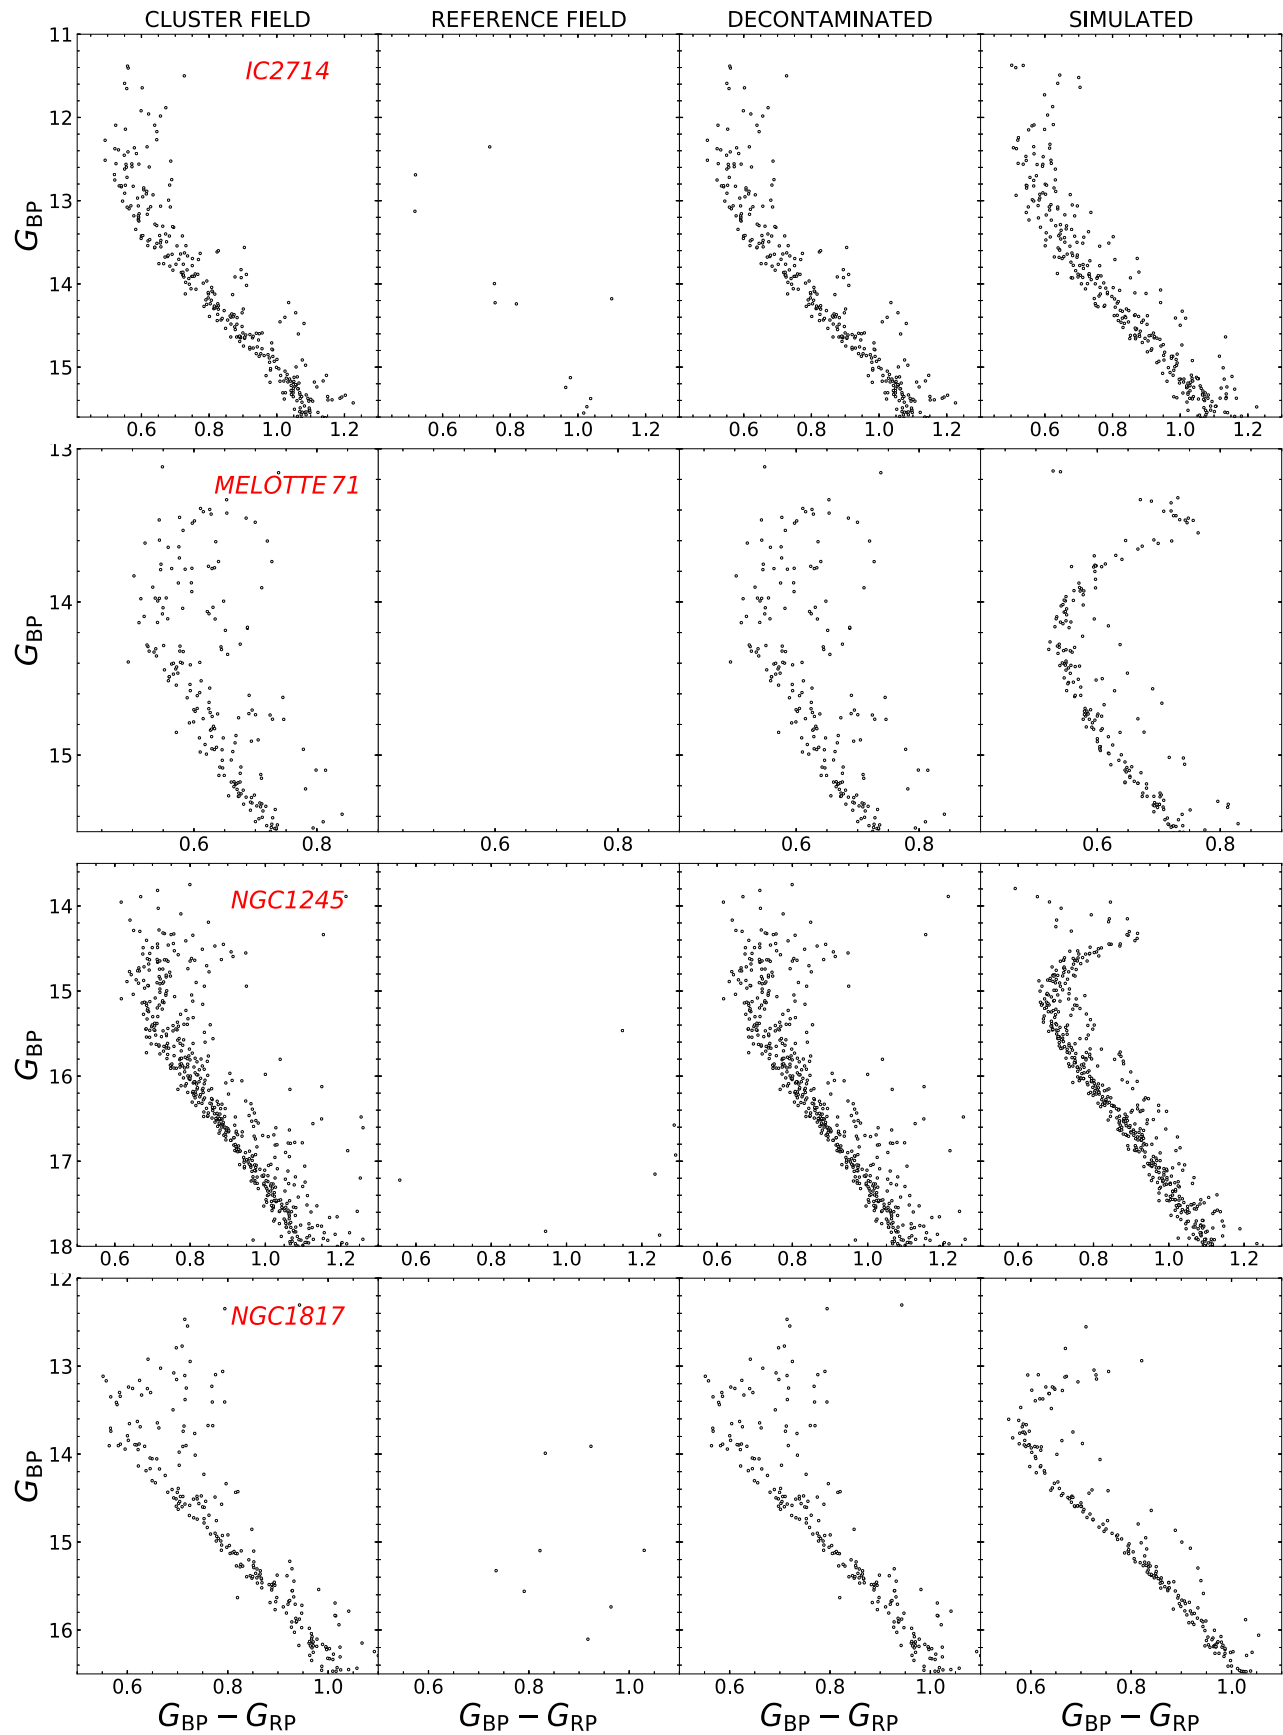 CLUSTER FIELD REFERENCE FIELD DECONTAMINATED SIMULATED
IC2714
11
12
13
14
15
G_BP
0.6 0.8 1.0 1.2 0.6 0.8 1.0 1.2 0.6 0.8 1.0 1.2 0.6 0.8 1.0 1.2
MELOTTE 71
13
14
15
G_BP
0.6 0.8 0.6 0.8 0.6 0.8 0.6 0.8
NGC1245
14
15
16
17
18
G_BP
0.6 0.8 1.0 1.2 0.6 0.8 1.0 1.2 0.6 0.8 1.0 1.2 0.6 0.8 1.0 1.2
NGC1817
12
13
14
15
16
G_BP
0.6 0.8 1.0 0.6 0.8 1.0 0.6 0.8 1.0 0.6 0.8 1.0
G_BP − G_RP G_BP − G_RP G_BP − G_RP G_BP − G_RP